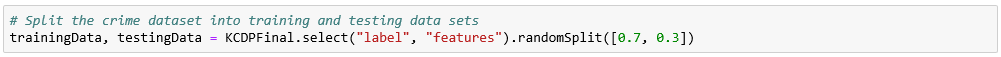 # Split the crime dataset into training and testing data sets
trainingData, testingData = KCDPFinal.select("label", "features").randomSplit([0.7, 0.3])